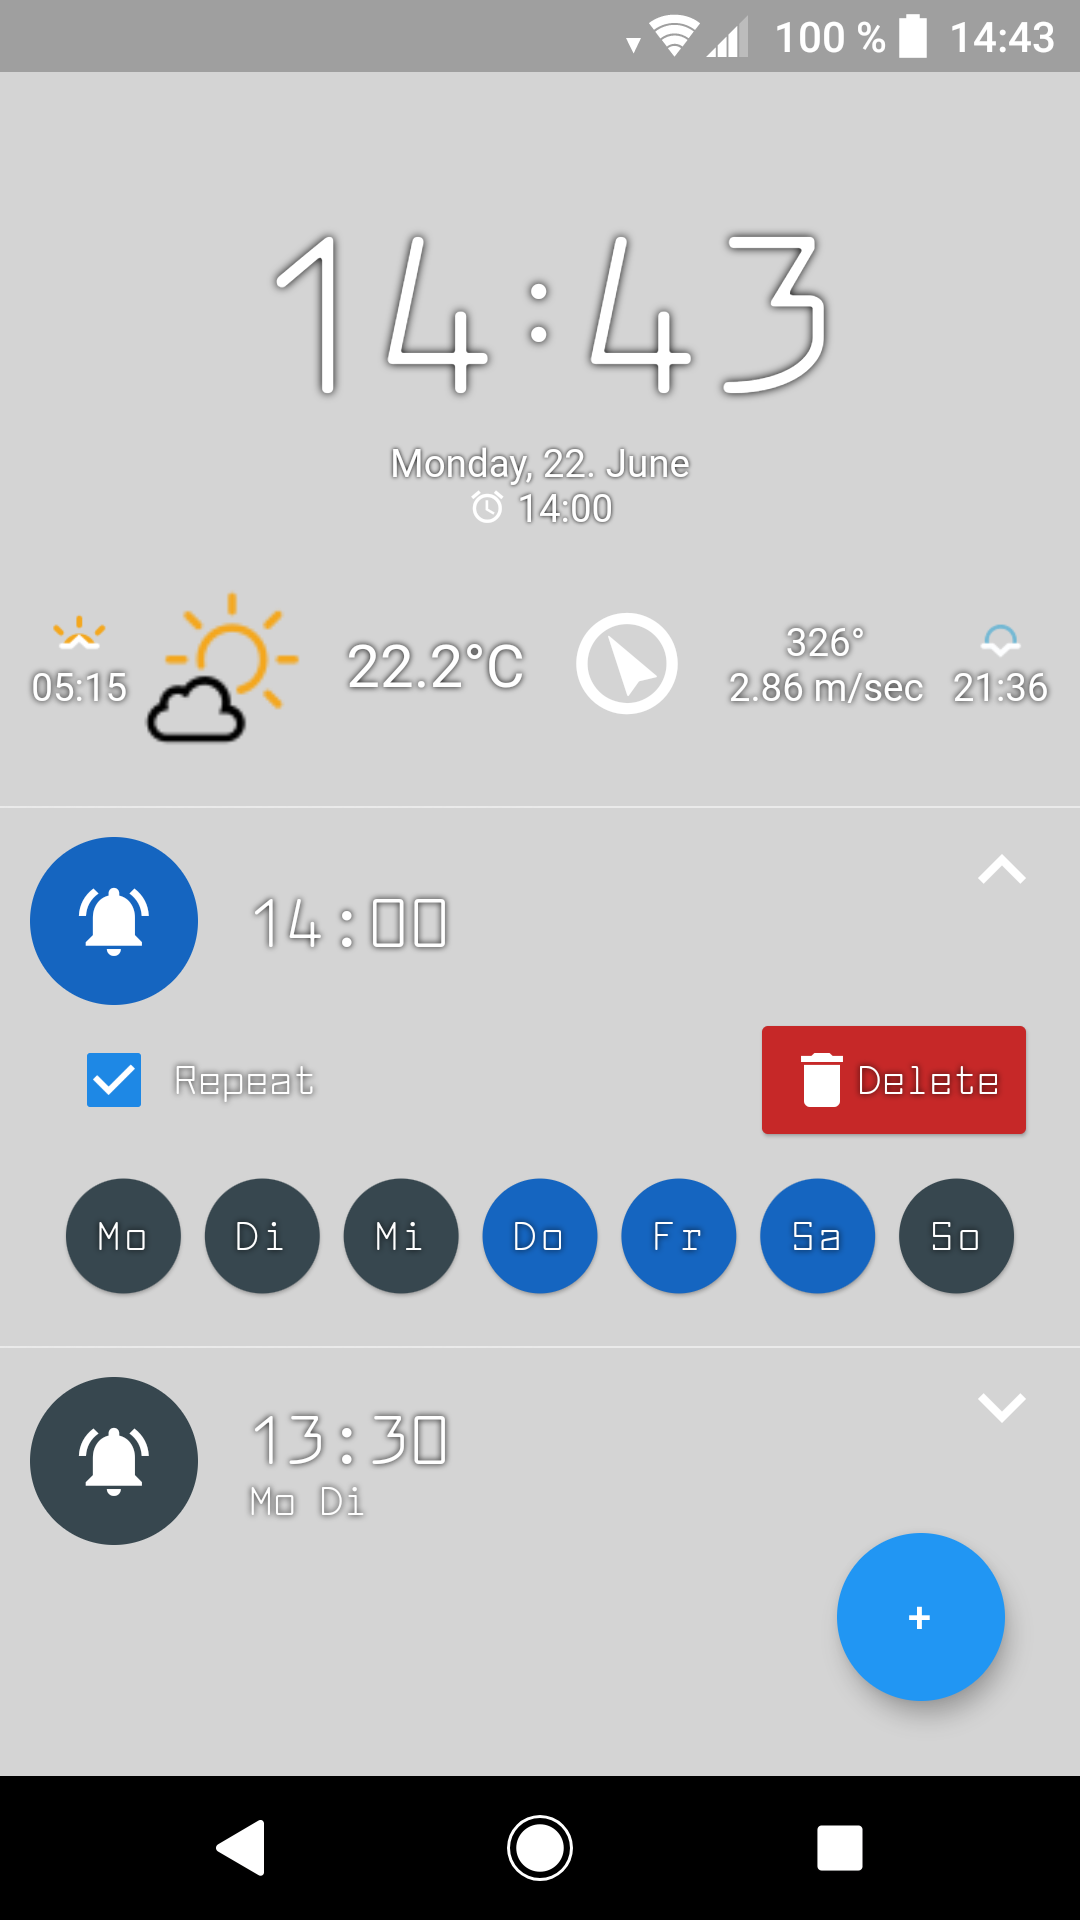 100 % 14:43
14:43
Monday, 22. June
14:00
05:15 22.2°C 326° 2.86 m/sec 21:36
14:00
Repeat Delete
Mo Di Mi Do Fr Sa So
13:30
Mo Di
+